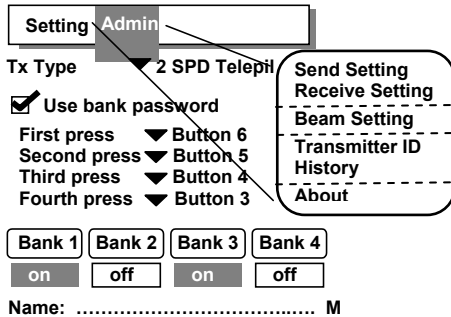 Setting Admin
Tx Type 2 SPD Telepil
Use bank password
First press Button 6
Second press Button 5
Third press Button 4
Fourth press Button 3
Send Setting
Receive Setting
Beam Setting
Transmitter ID
History
About
Bank 1 Bank 2 Bank 3 Bank 4
on off on off
Name: ……………………………..…. M